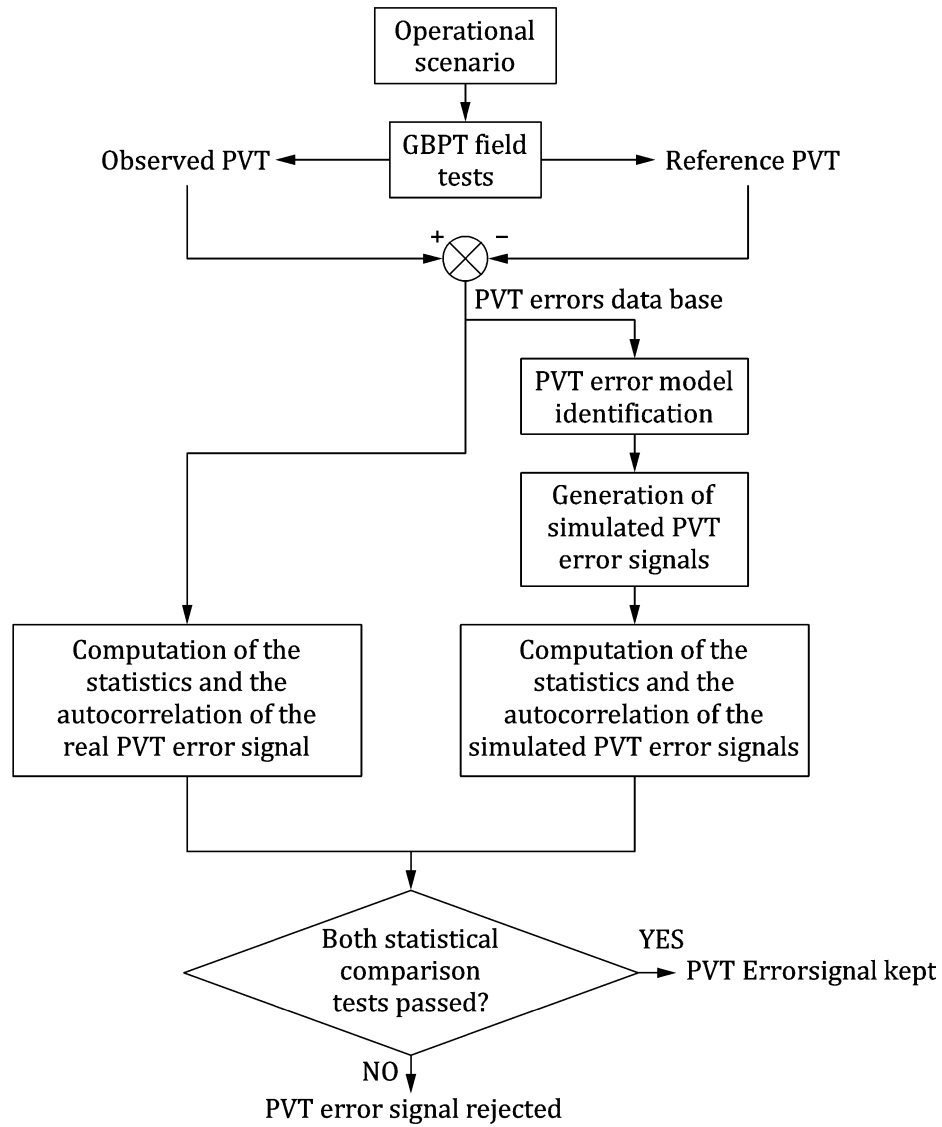 Operational
scenario
GBPT field
tests
Observed PVT
Reference PVT
+
−
PVT errors data base
PVT error model
identification
Generation of
simulated PVT
error signals
Computation of the
statistics and the
autocorrelation of the
real PVT error signal
Computation of the
statistics and the
autocorrelation of the
simulated PVT error signals
Both statistical
comparison
tests passed?
YES
PVT Errorsignal kept
NO
PVT error signal rejected